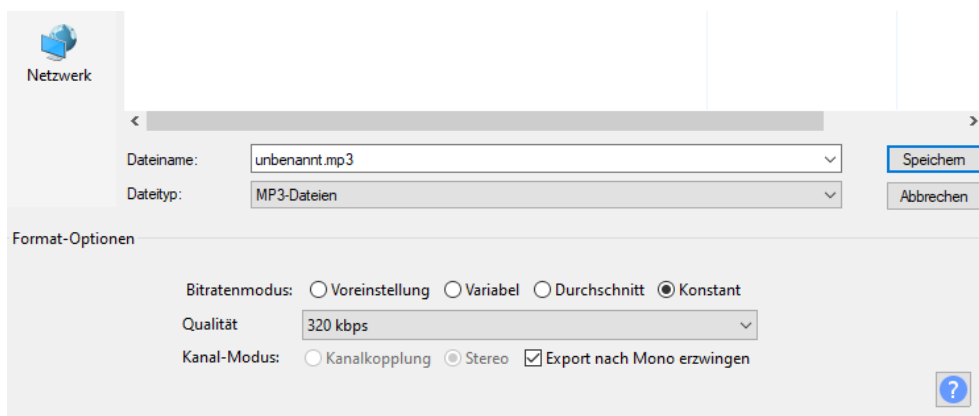 Netzwerk
Dateiname: unbenannt.mp3 Speichern
Dateityp: MP3-Dateien Abbrechen
Format-Optionen
Bitratenmodus: Voreinstellung Variabel Durchschnitt Konstant
Qualität 320 kbps
Kanal-Modus: Kanalkopplung Stereo Export nach Mono erzwingen
?